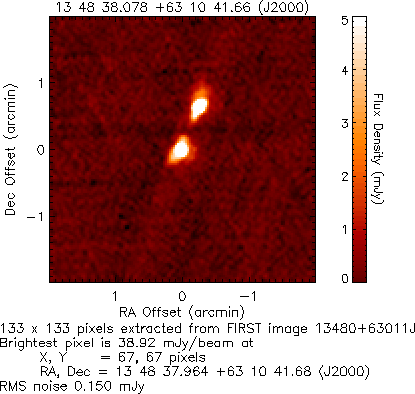 13 48 38.078 +63 10 41.66 (J2000)
5
4
3
2
1
0
Flux Density (mJy)
1
0
-1
Dec Offset (arcmin)
1 0 -1
RA Offset (arcmin)
133 x 133 pixels extracted from FIRST image 13480+63011J
Brightest pixel is 38.92 mJy/beam at
X, Y = 67, 67 pixels
RA, Dec = 13 48 37.964 +63 10 41.68 (J2000)
RMS noise 0.150 mJy